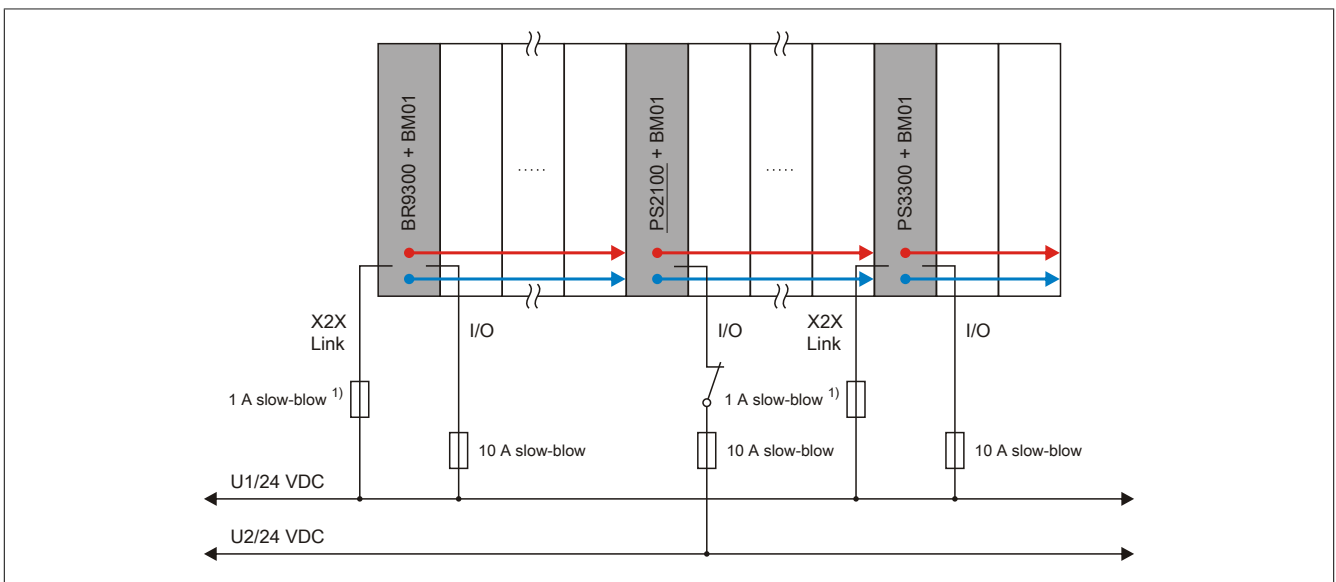 BR9300 + BM01
.....
PS2100 + BM01
.....
PS3300 + BM01
X2X
Link
I/O
I/O
X2X
Link
I/O
1 A slow-blow 1)
1 A slow-blow 1)
10 A slow-blow
10 A slow-blow
10 A slow-blow
U1/24 VDC
U2/24 VDC